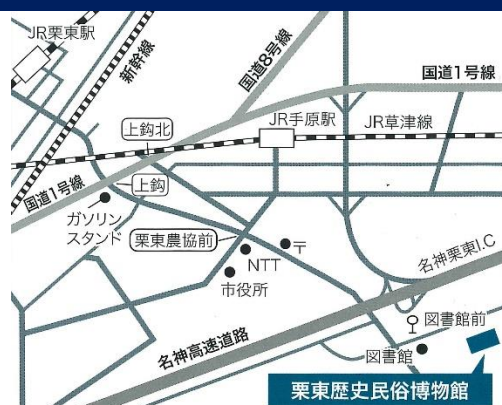 JR栗東駅
新幹線
国道8号線
国道1号線
上鈎北
JR手原駅
JR草津線
国道1号線
上鈎
ガソリン
スタンド
栗東農協前
〒
NTT
市役所
名神栗東I.C
名神高速道路
図書館前
図書館
栗東歴史民俗博物館